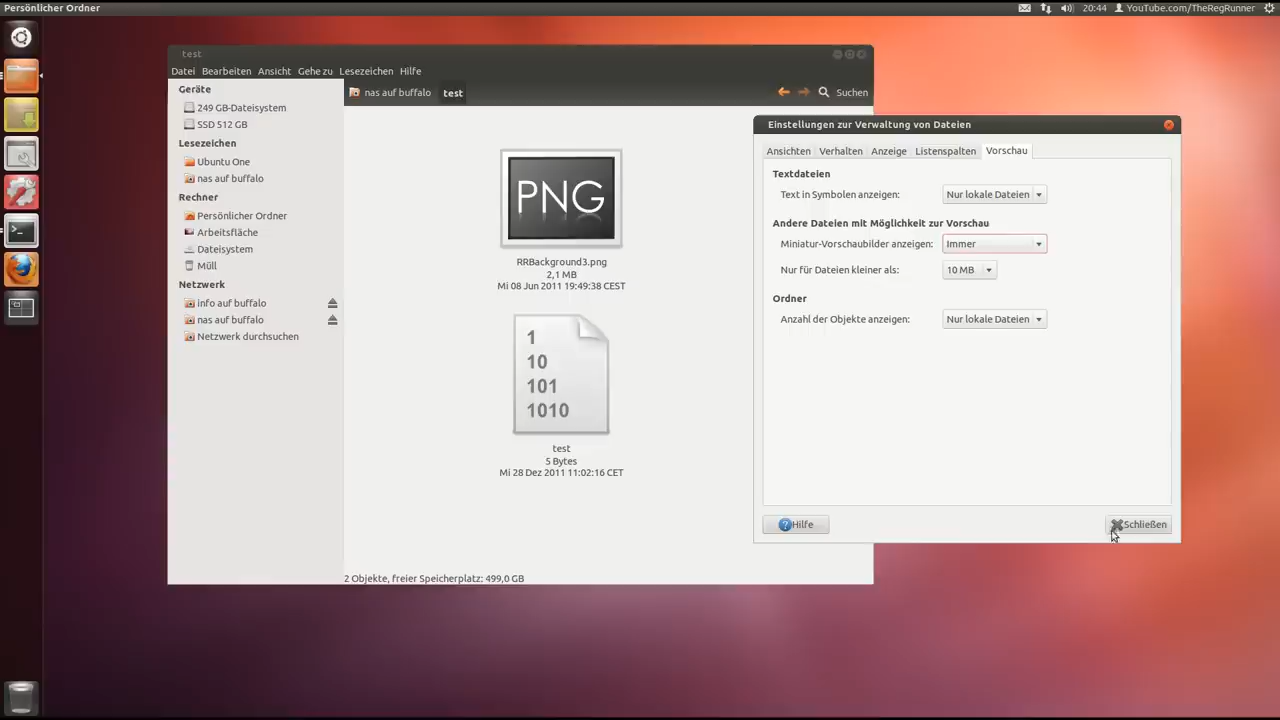 Persönlicher Ordner
20:44
YouTube.com/TheRegRunner
test
Datei Bearbeiten Ansicht Gehe zu Lesezeichen Hilfe
nas auf buffalo test Suchen
Geräte
249 GB-Dateisystem
SSD 512 GB
Lesezeichen
Ubuntu One
nas auf buffalo
Rechner
Persönlicher Ordner
Arbeitsfläche
Dateisystem
Müll
Netzwerk
info auf buffalo
nas auf buffalo
Netzwerk durchsuchen
PNG
RRBackground3.png
2,1 MB
Mi 08 Jun 2011 19:49:38 CEST
1
10
101
1010
test
5 Bytes
Mi 28 Dez 2011 11:02:16 CET
2 Objekte, freier Speicherplatz: 499,0 GB
Einstellungen zur Verwaltung von Dateien
Ansichten Verhalten Anzeige Listenspalten Vorschau
Textdateien
Text in Symbolen anzeigen: Nur lokale Dateien
Andere Dateien mit Möglichkeit zur Vorschau
Miniatur-Vorschaubilder anzeigen: Immer
Nur für Dateien kleiner als: 10 MB
Ordner
Anzahl der Objekte anzeigen: Nur lokale Dateien
Hilfe Schließen